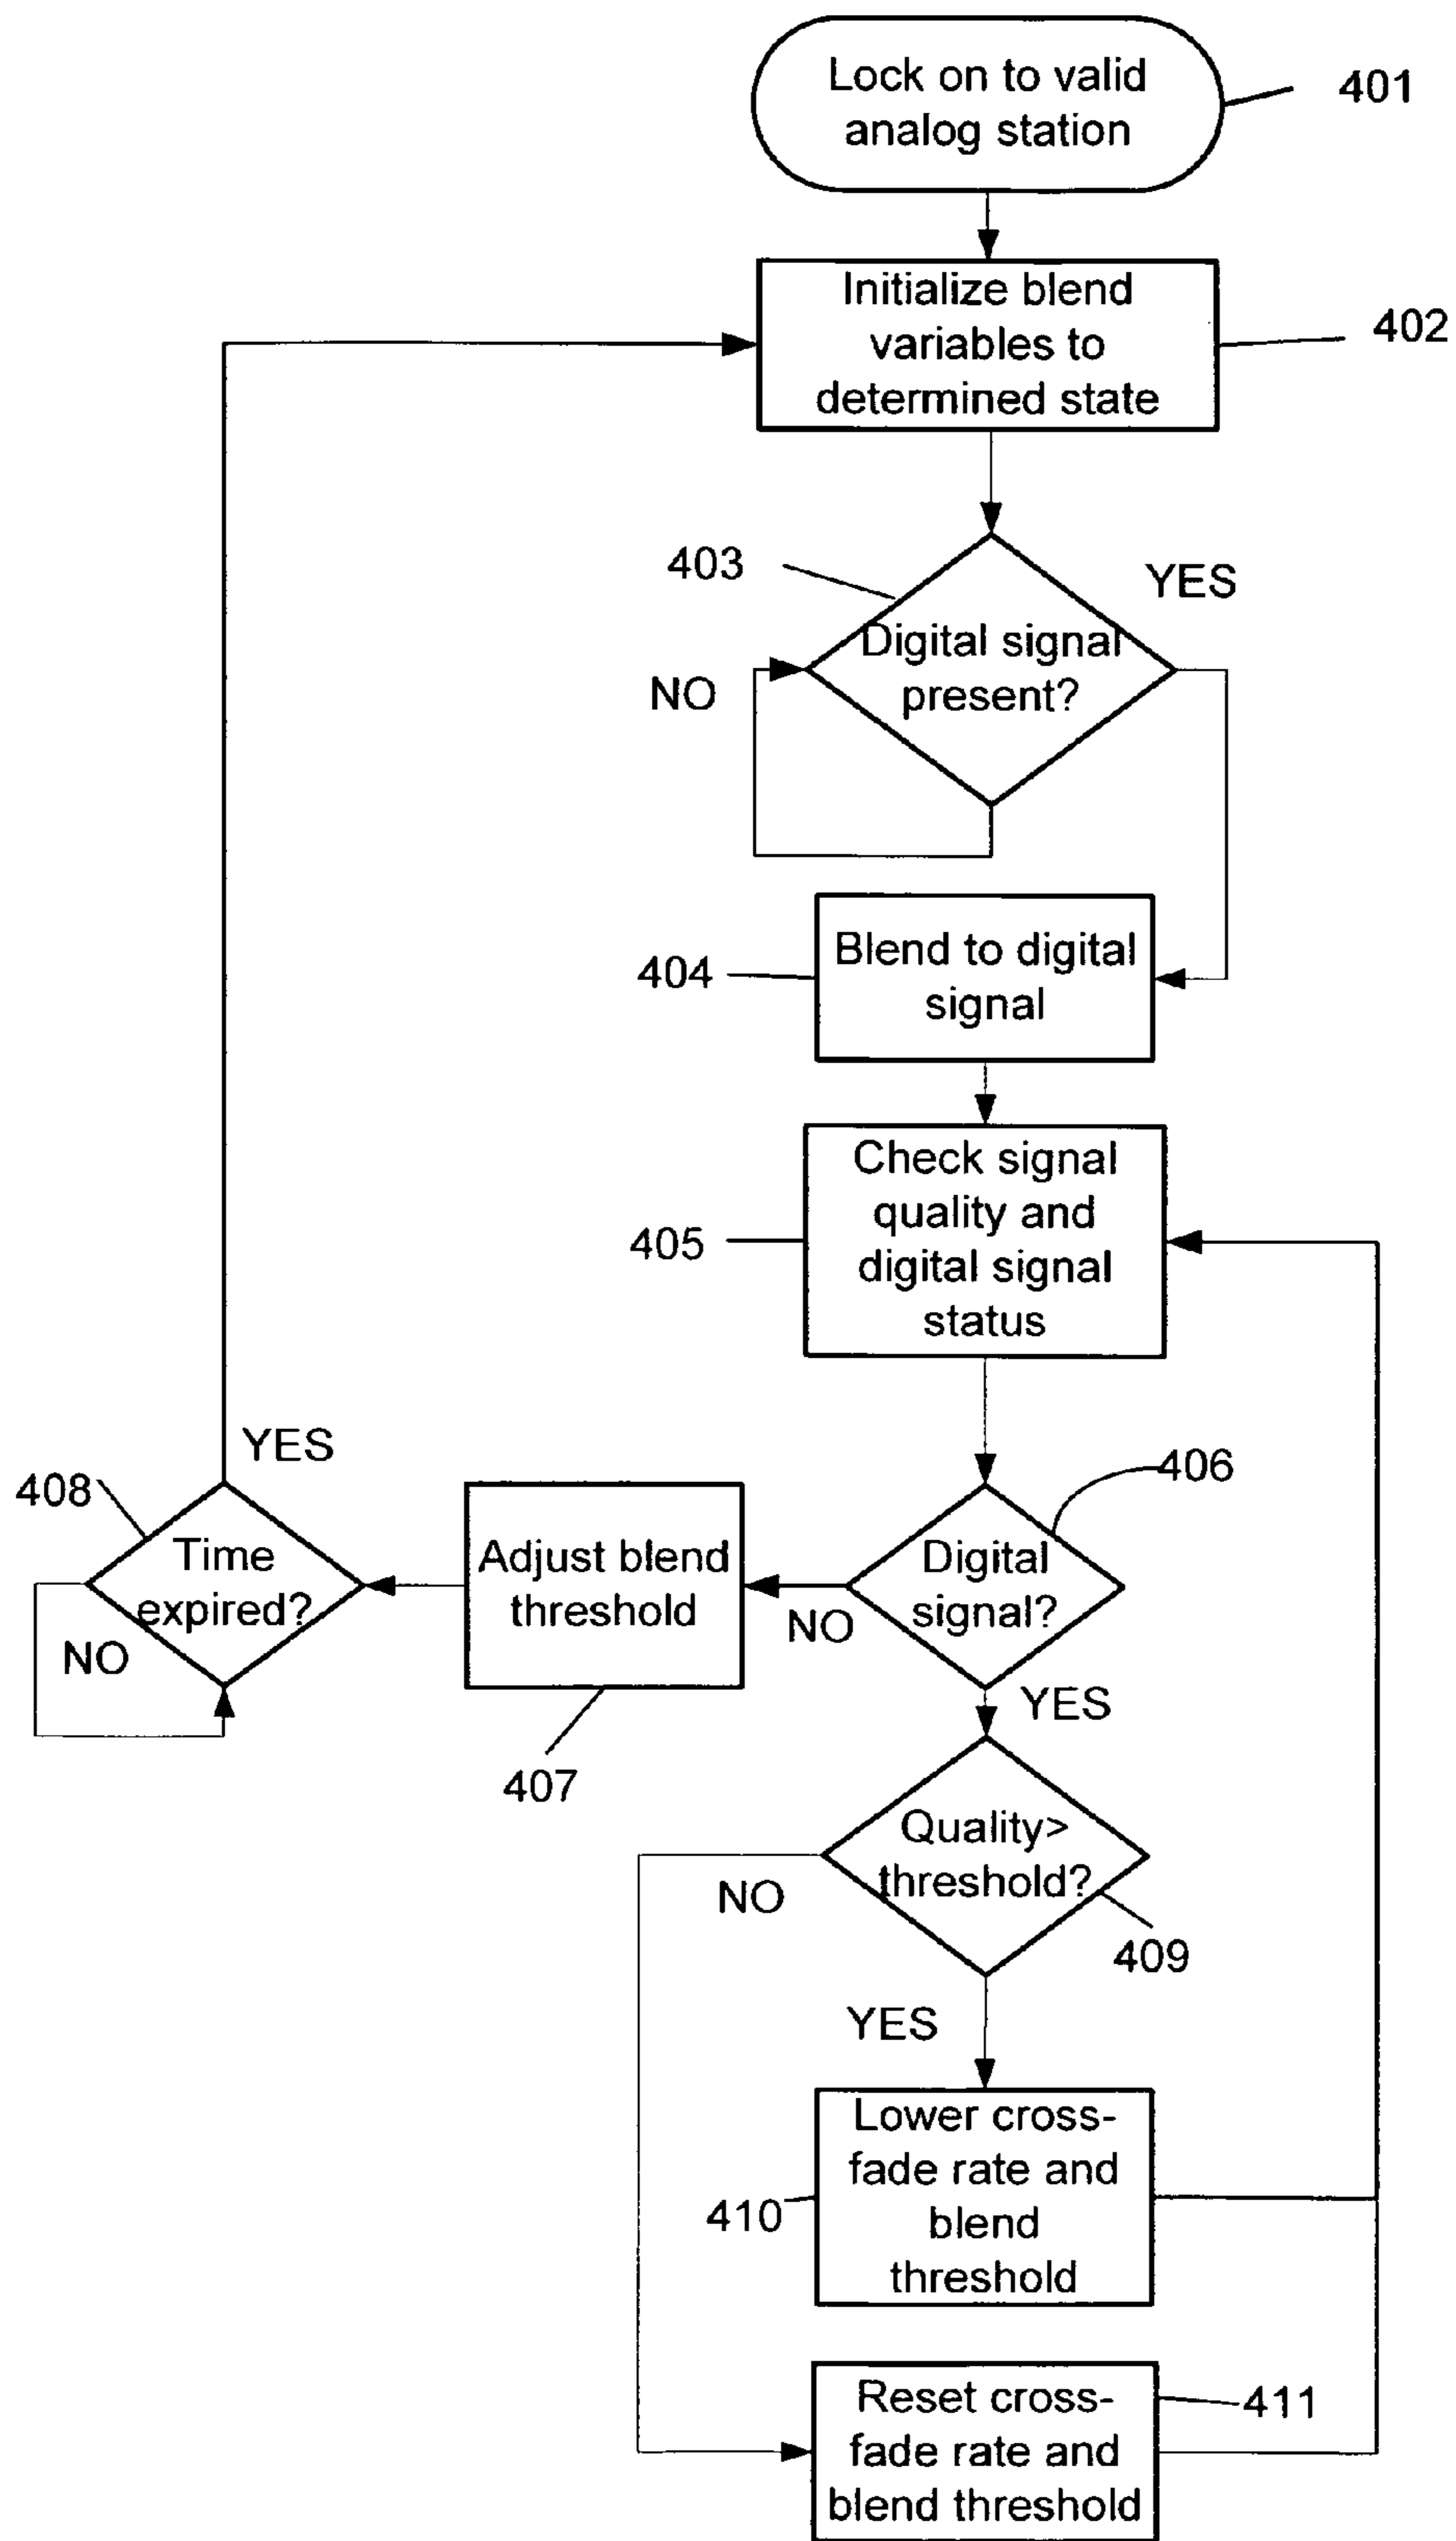 Lock on to valid
analog station
401
Initialize blend
variables to
determined state
402
403
YES
Digital signal
present?
NO
Blend to digital
signal
404
Check signal
quality and
digital signal
status
405
YES
408
Time
expired?
NO
Adjust blend
threshold
407
406
Digital
signal?
NO
YES
Quality>
threshold?
NO
409
YES
Lower cross-
fade rate and
blend
threshold
410
Reset cross-
fade rate and
blend threshold
411